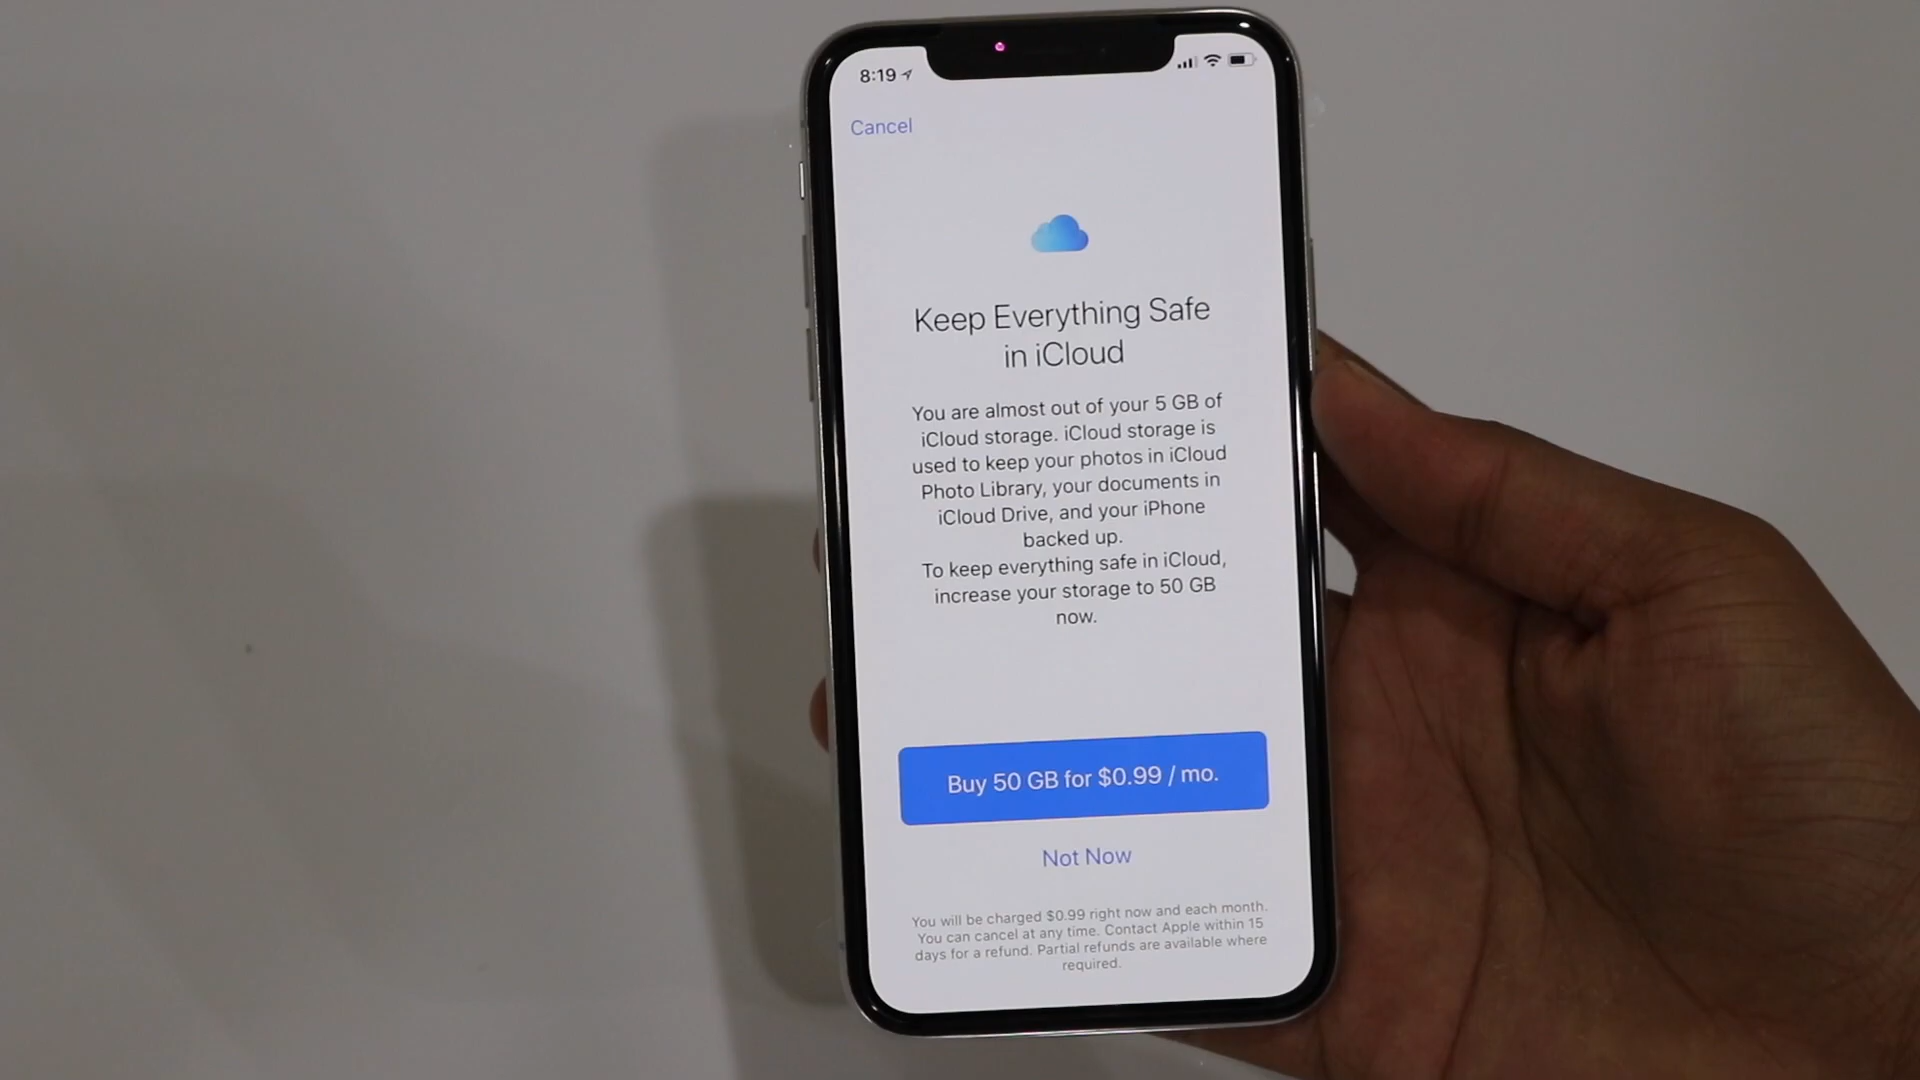 8:19
Cancel
Keep Everything Safe
in iCloud
You are almost out of your 5 GB of
iCloud storage. iCloud storage is
used to keep your photos in iCloud
Photo Library, your documents in
iCloud Drive, and your iPhone
backed up.
To keep everything safe in iCloud,
increase your storage to 50 GB
now.
Buy 50 GB for $0.99 / mo.
Not Now
You will be charged $0.99 right now and each month.
You can cancel at any time. Contact Apple within 15
days for a refund. Partial refunds are available where
required.